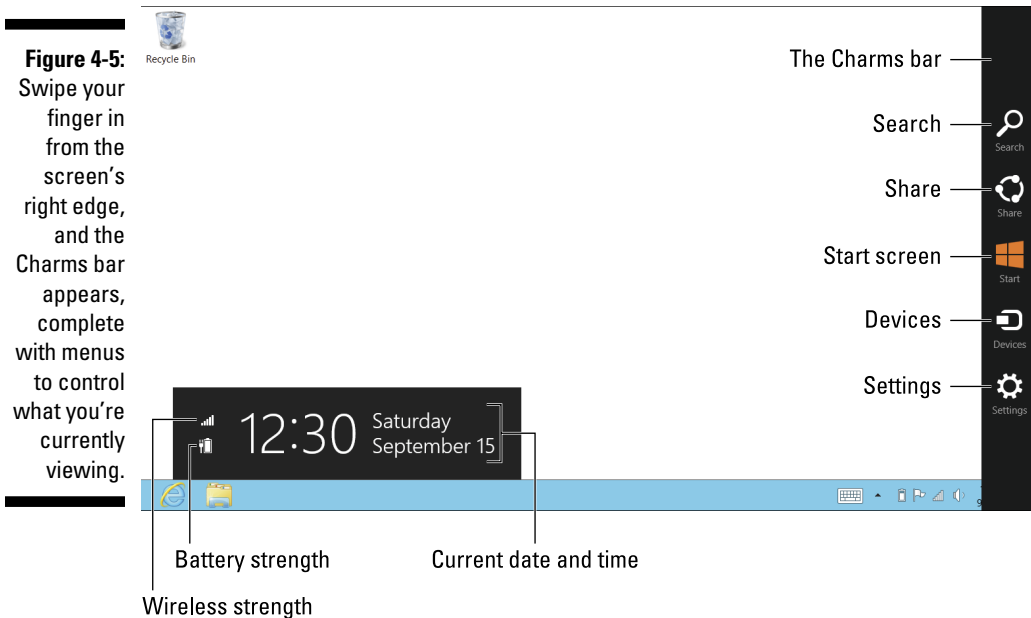 Figure 4-5:
Swipe your
finger in
from the
screen's
right edge,
and the
Charms bar
appears,
complete
with menus
to control
what you're
currently
viewing.
Recycle Bin
The Charms bar
Search
Search
Share
Share
Start screen
Start
Devices
Devices
Settings
Settings
12:30
Saturday
September 15
Battery strength
Current date and time
Wireless strength